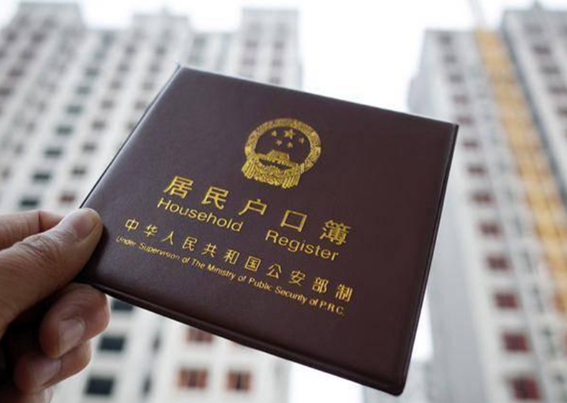 居民户口簿
Household Register
中华人民共和国公安部制
Under Supervision of The Ministry of Public Security of P.R.C.